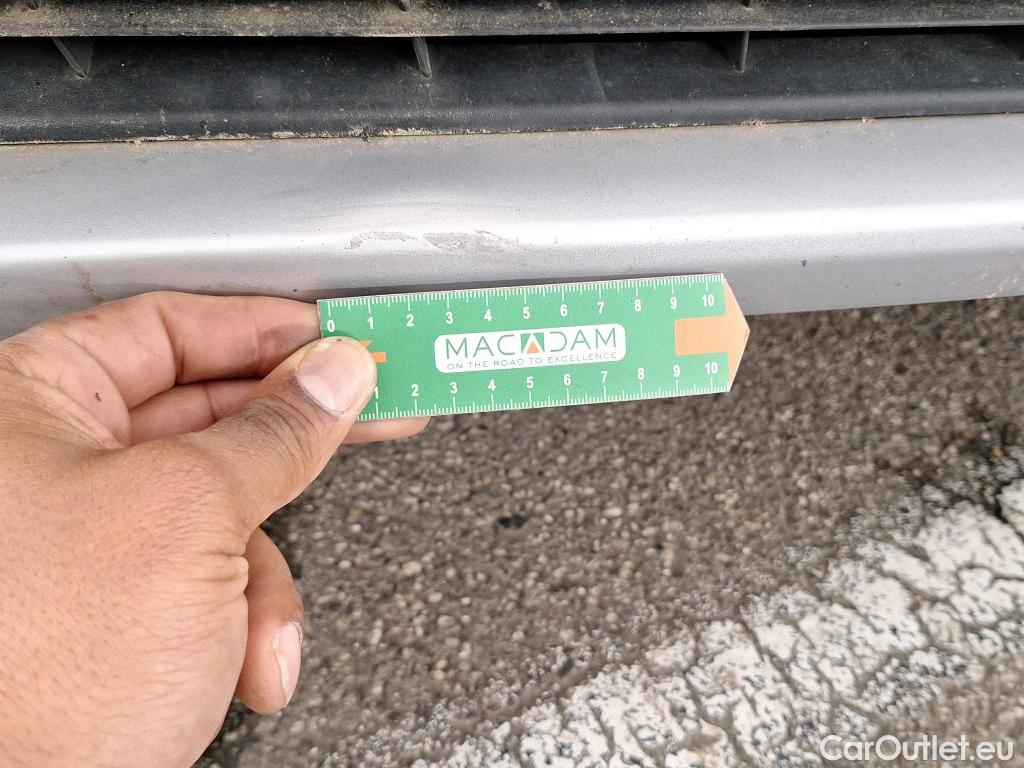 0 1 2 3 4 5 6 7 8 9 10
MACADAM
ON THE ROAD TO EXCELLENCE
1 2 3 4 5 6 7 8 9 10
CarOutlet.eu